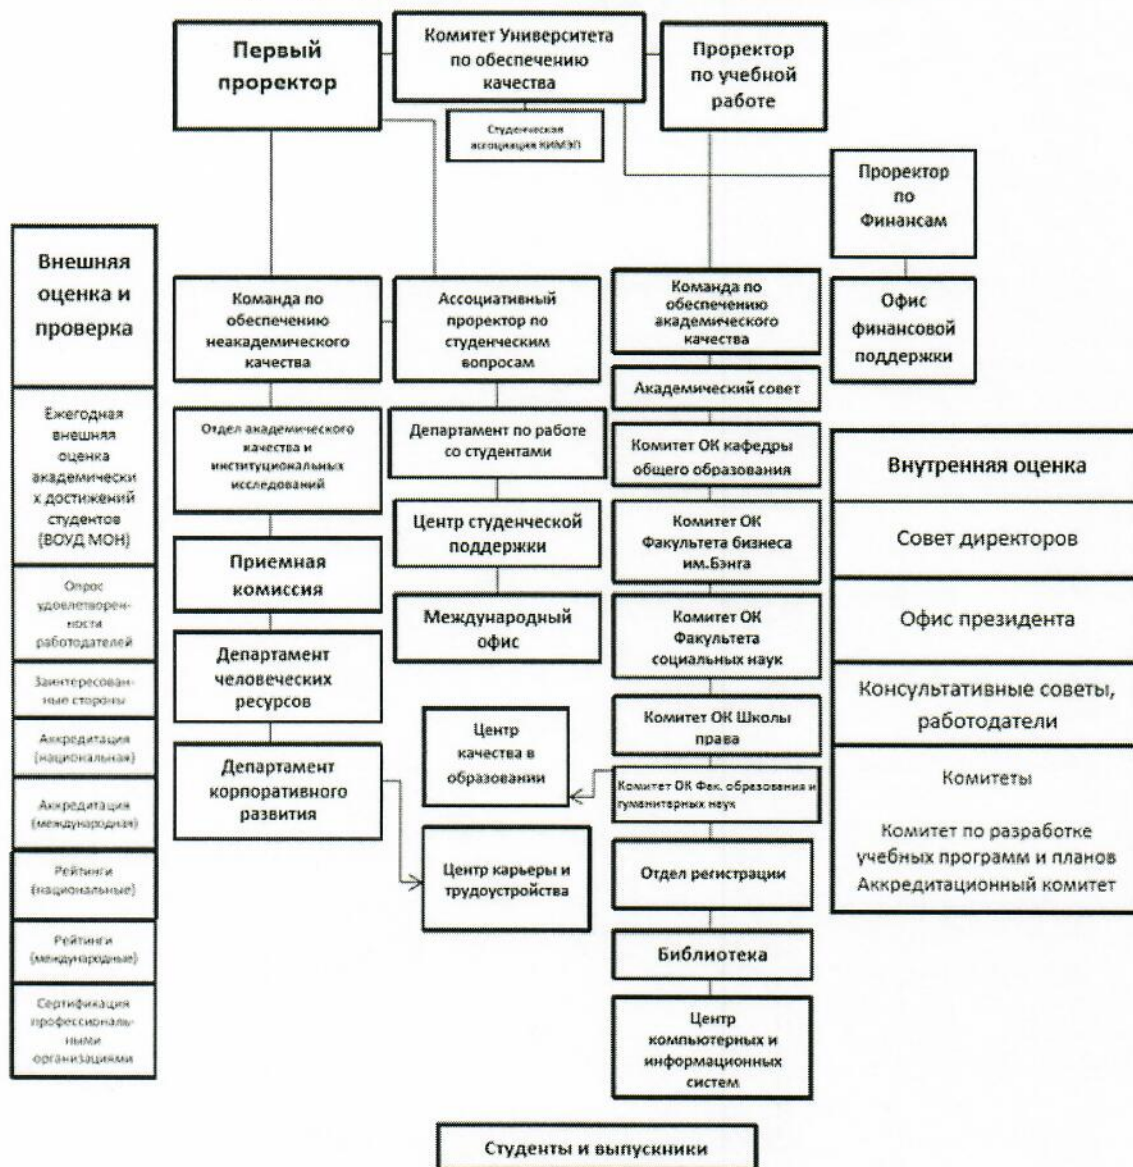 Первый
проректор
Комитет Университета
по обеспечению
качества
Проректор
по учебной
работе
Студенческая
ассоциация КИМЭП
Проректор
по
Финансам
Внешняя
оценка и
проверка
Команда по
обеспечению
неакадемического
качества
Ассоциативный
проректор по
студенческим
вопросам
Команда по
обеспечению
академического
качества
Офис
финансовой
поддержки
Академический совет
Ежегодная
внешняя
оценка
академически
х достижений
студентов
(ВОУД МОН)
Отдел академического
качества и
институциональных
исследований
Департамент по работе
со студентами
Комитет ОК кафедры
общего образования
Внутренняя оценка
Центр студенческой
поддержки
Комитет ОК
Факультета бизнеса
им.Бэнга
Совет директоров
Приемная
комиссия
Опрос
удовлетворен-
ности
работодателей
Международный
офис
Комитет ОК
Факультета
социальных наук
Офис президента
Департамент
человеческих
ресурсов
Заинтересован-
ные стороны
Консультативные советы,
работодатели
Комитет ОК Школы
права
Центр
качества в
образовании
Аккредитация
(национальная)
Департамент
корпоративного
развития
Комитет ОК Фак. образования и
гуманитарных наук
Комитеты
Комитет по разработке
учебных программ и планов
Аккредитационный комитет
Аккредитация
(международная)
Центр карьеры и
трудоустройства
Отдел регистрации
Рейтинги
(национальные)
Рейтинги
(международные)
Библиотека
Сертификация
профессиональ-
ными
организациями
Центр
компьютерных и
информационных
систем
Студенты и выпускники